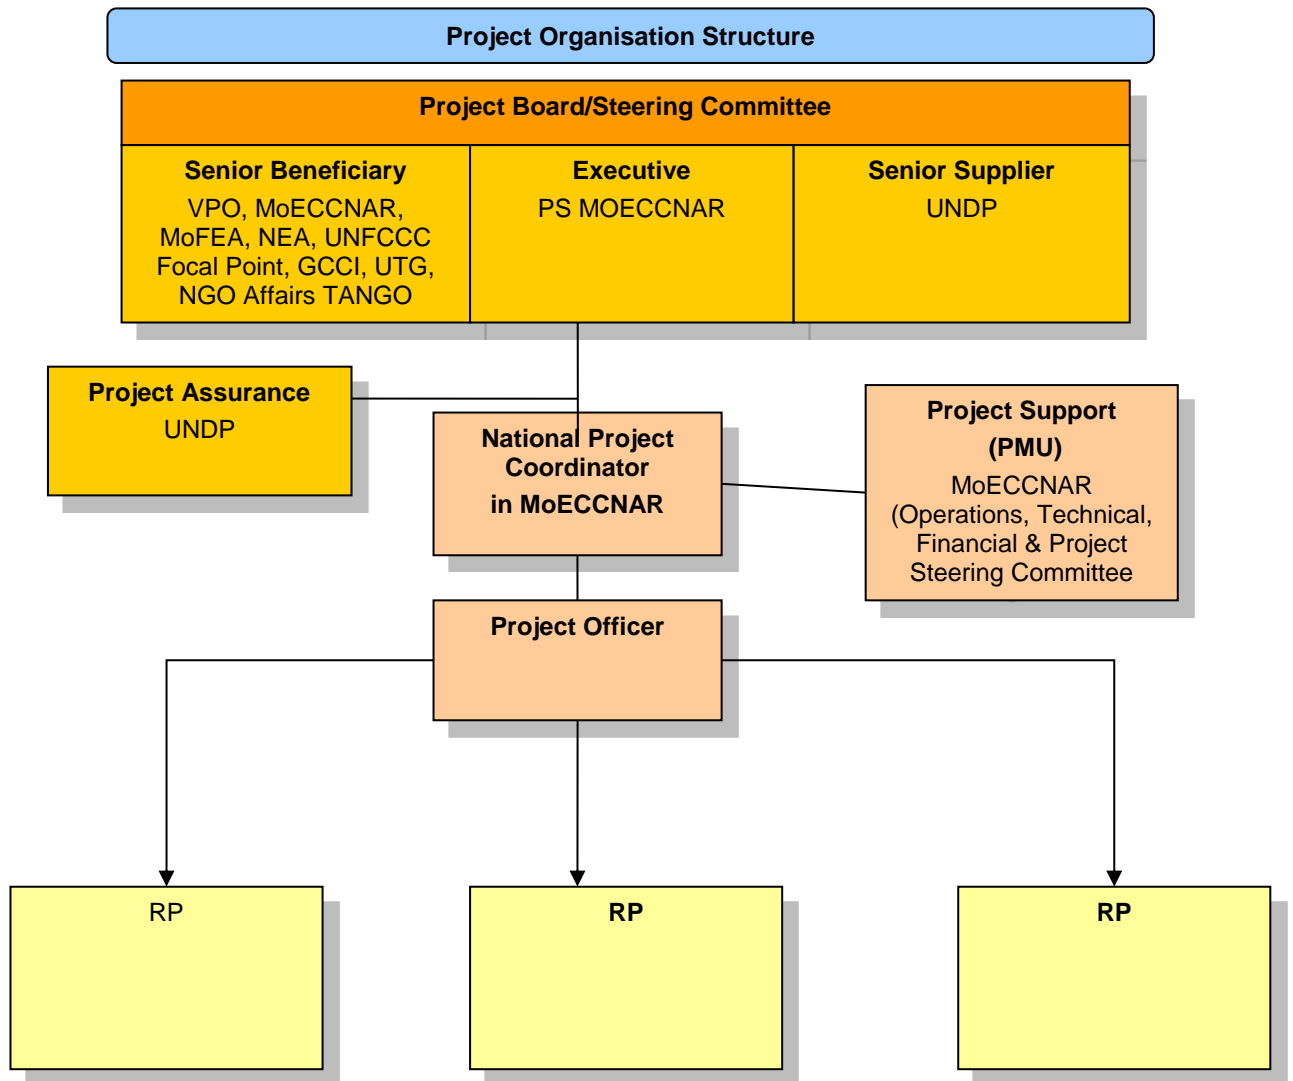 Project Organisation Structure
Project Board/Steering Committee
Senior Beneficiary
VPO, MoECCNAR,
MoFEA, NEA, UNFCCC
Focal Point, GCCI, UTG,
NGO Affairs TANGO
Executive
PS MOECCNAR
Senior Supplier
UNDP
Project Assurance
UNDP
National Project
Coordinator
in MoECCNAR
Project Support
(PMU)
MoECCNAR
(Operations, Technical,
Financial & Project
Steering Committee
Project Officer
RP
RP
RP